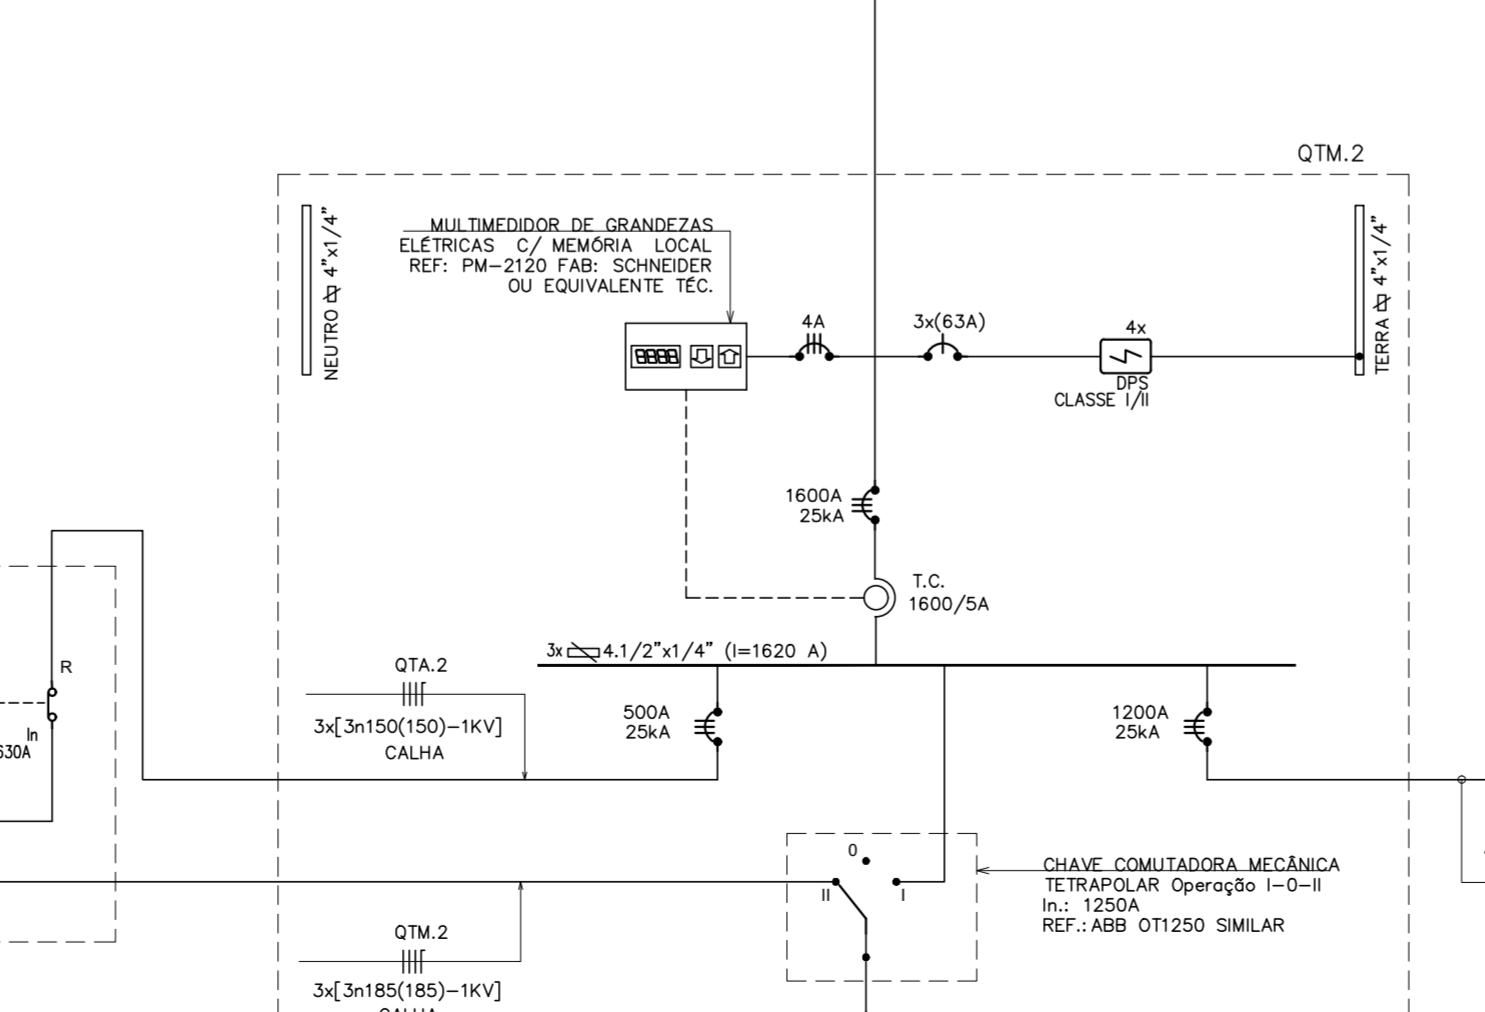 QTM.2
NEUTRO 4"x1/4"
MULTIMEDIDOR DE GRANDEZAS
ELÉTRICAS C/ MEMÓRIA LOCAL
REF: PM-2120 FAB: SCHNEIDER
OU EQUIVALENTE TÉC.
TERRA 4"x1/4"
4A
3x(63A)
4x
DPS
CLASSE I/II
1600A
25kA
T.C.
1600/5A
3x 4.1/2"x1/4" (I=1620 A)
R
In
630A
QTA.2
3x[3n150(150)-1KV]
CALHA
500A
25kA
1200A
25kA
0
II
I
CHAVE COMUTADORA MECÂNICA
TETRAPOLAR Operação I-0-II
In.: 1250A
REF.: ABB OT1250 SIMILAR
QTM.2
3x[3n185(185)-1KV]
CALHA